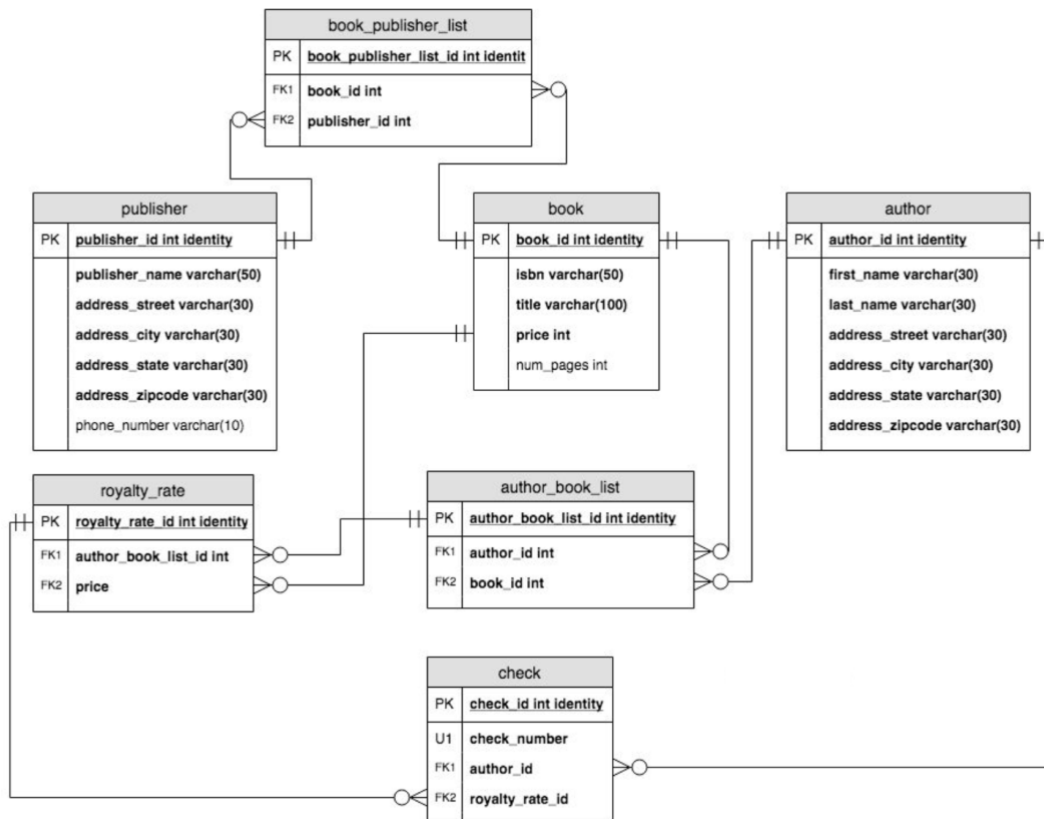 book_publisher_list
PK book_publisher_list_id int identit
FK1 book_id int
FK2 publisher_id int
publisher
PK publisher_id int identity
publisher_name varchar(50)
address_street varchar(30)
address_city varchar(30)
address_state varchar(30)
address_zipcode varchar(30)
phone_number varchar(10)
book
PK book_id int identity
isbn varchar(50)
title varchar(100)
price int
num_pages int
author
PK author_id int identity
first_name varchar(30)
last_name varchar(30)
address_street varchar(30)
address_city varchar(30)
address_state varchar(30)
address_zipcode varchar(30)
royalty_rate
PK royalty_rate_id int identity
FK1 author_book_list_id int
FK2 price
author_book_list
PK author_book_list_id int identity
FK1 author_id int
FK2 book_id int
check
PK check_id int identity
U1 check_number
FK1 author_id
FK2 royalty_rate_id